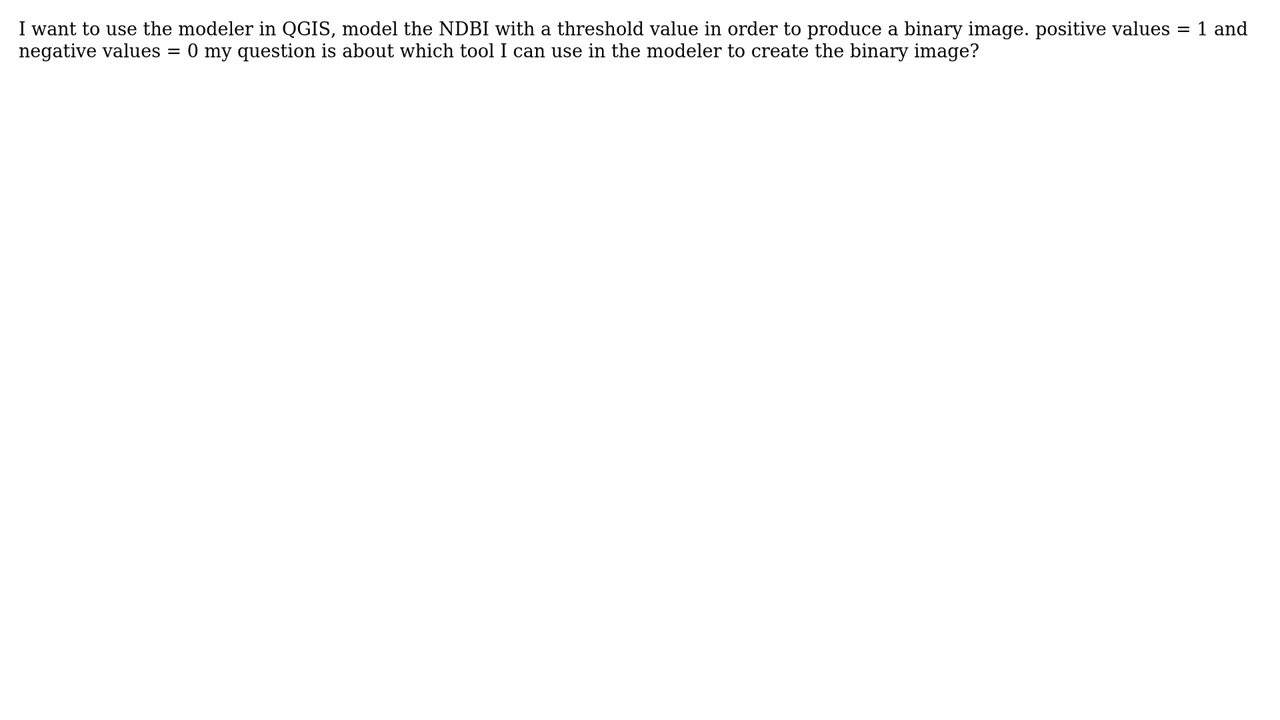 I want to use the modeler in QGIS, model the NDBI with a threshold value in order to produce a binary image. positive values = 1 and
negative values = 0 my question is about which tool I can use in the modeler to create the binary image?